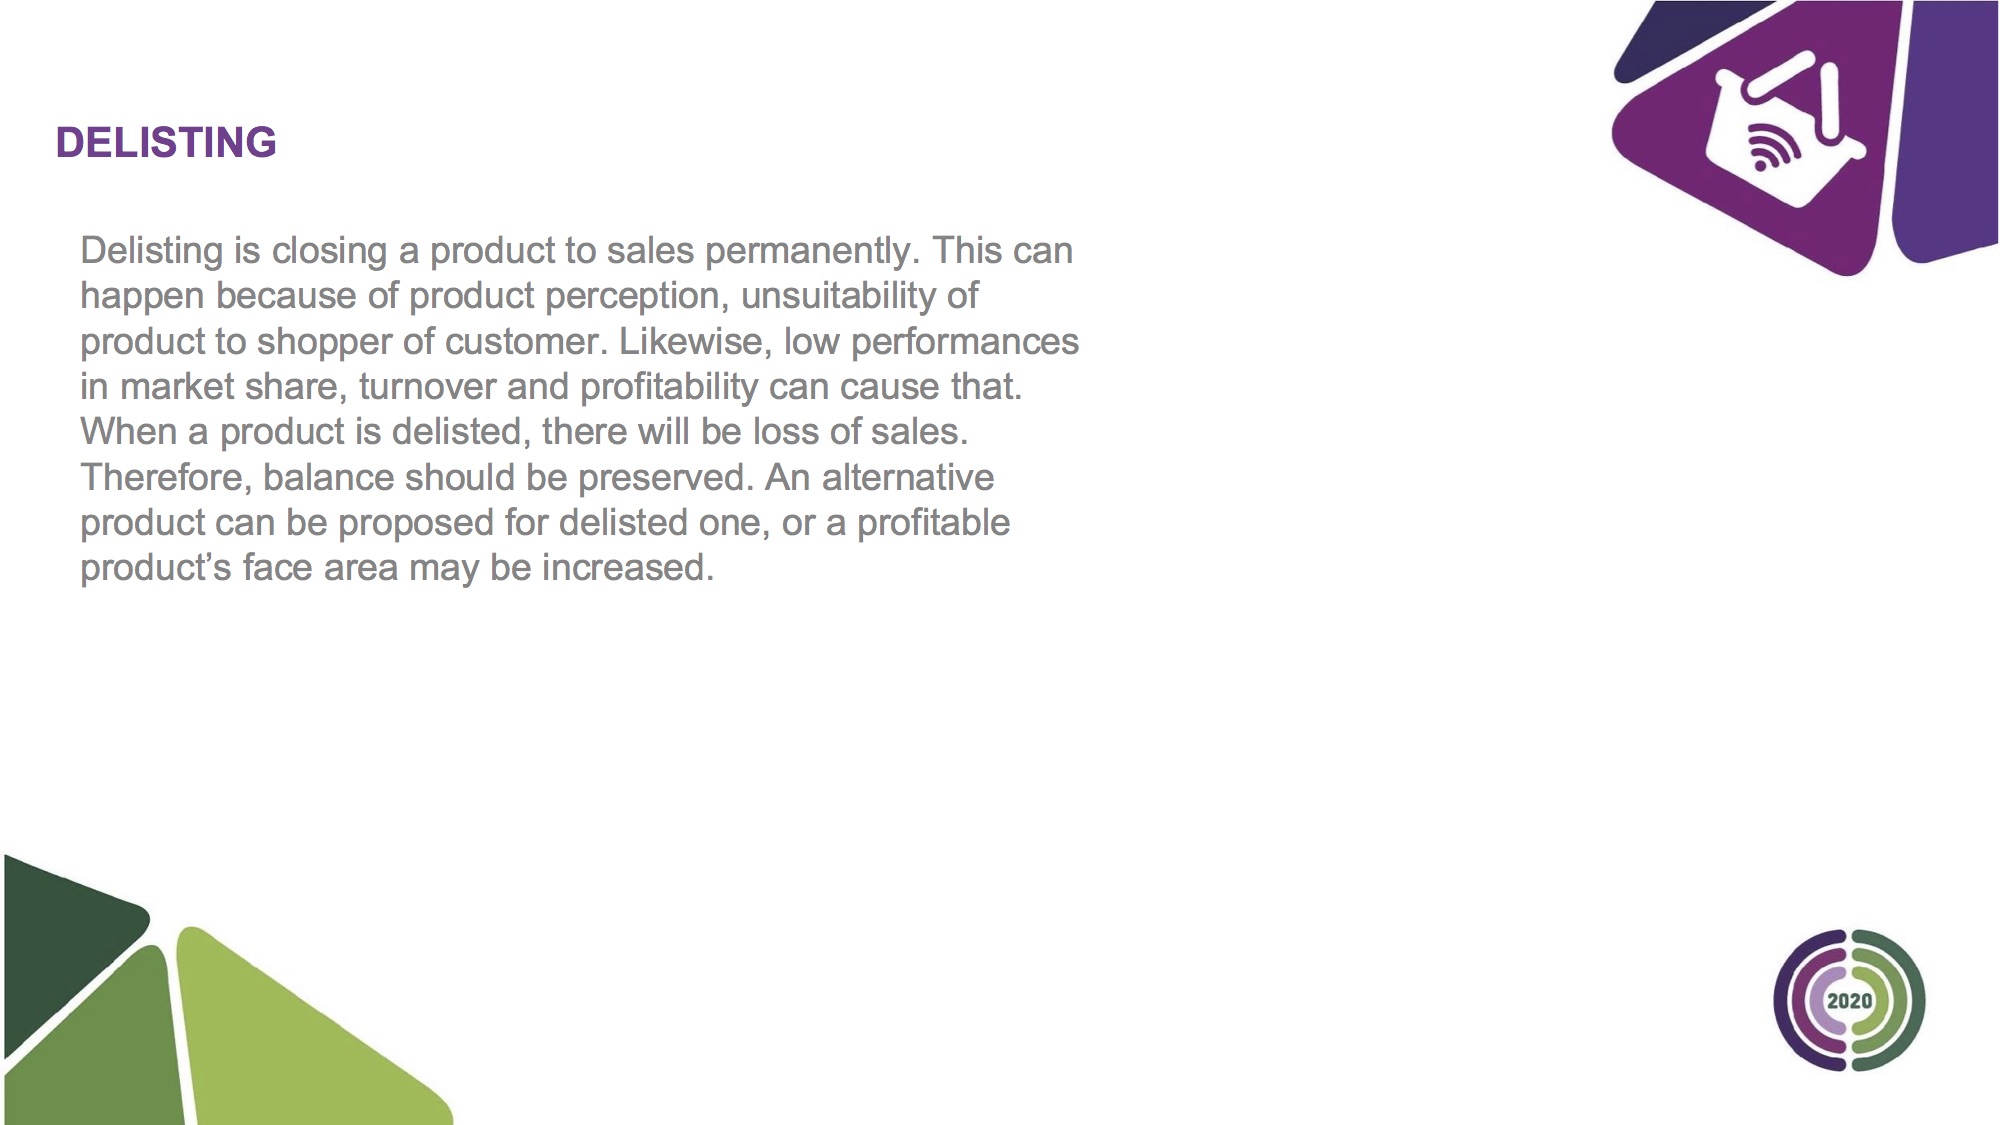 DELISTING
Delisting is closing a product to sales permanently. This can
happen because of product perception, unsuitability of
product to shopper of customer. Likewise, low performances
in market share, turnover and profitability can cause that.
When a product is delisted, there will be loss of sales.
Therefore, balance should be preserved. An alternative
product can be proposed for delisted one, or a profitable
product’s face area may be increased.
2020